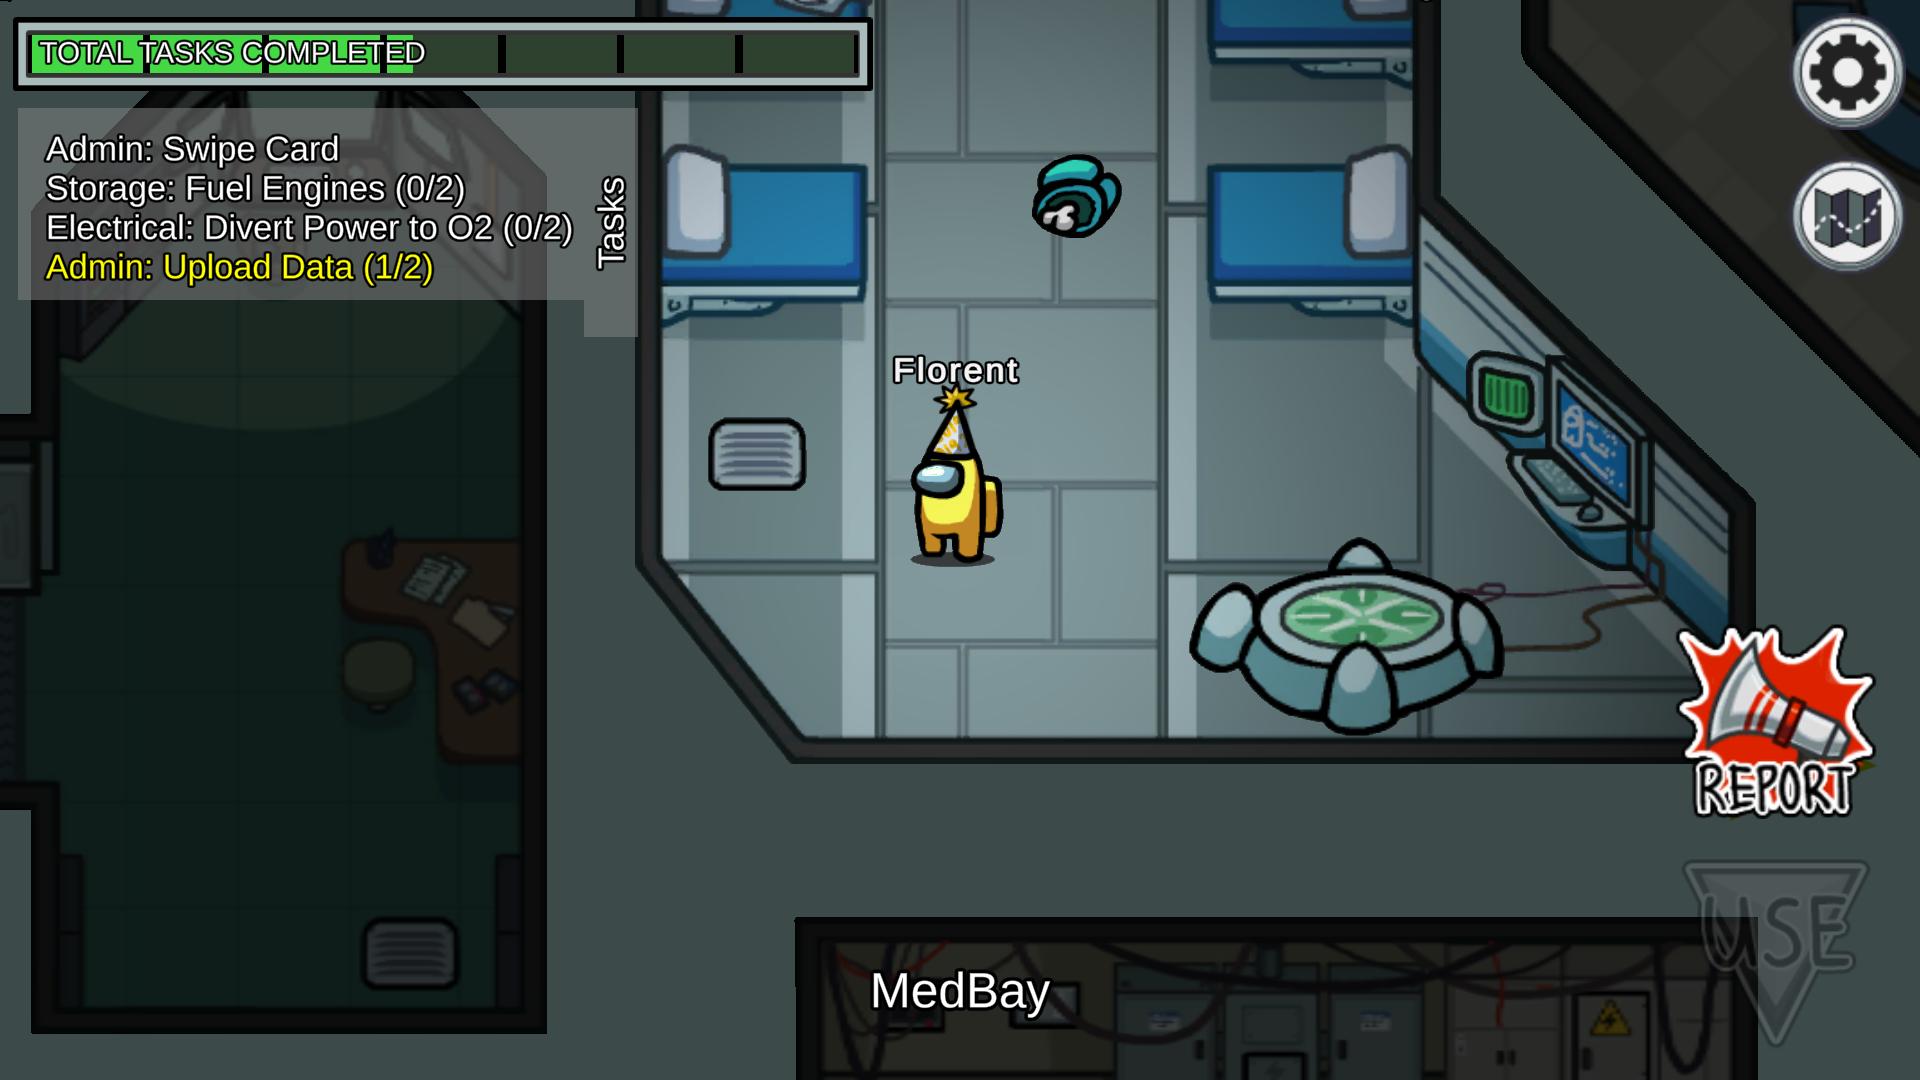 TOTAL TASKS COMPLETED
Admin: Swipe Card
Storage: Fuel Engines (0/2)
Electrical: Divert Power to O2 (0/2)
Admin: Upload Data (1/2)
Tasks
Florent
REPORT
USE
MedBay